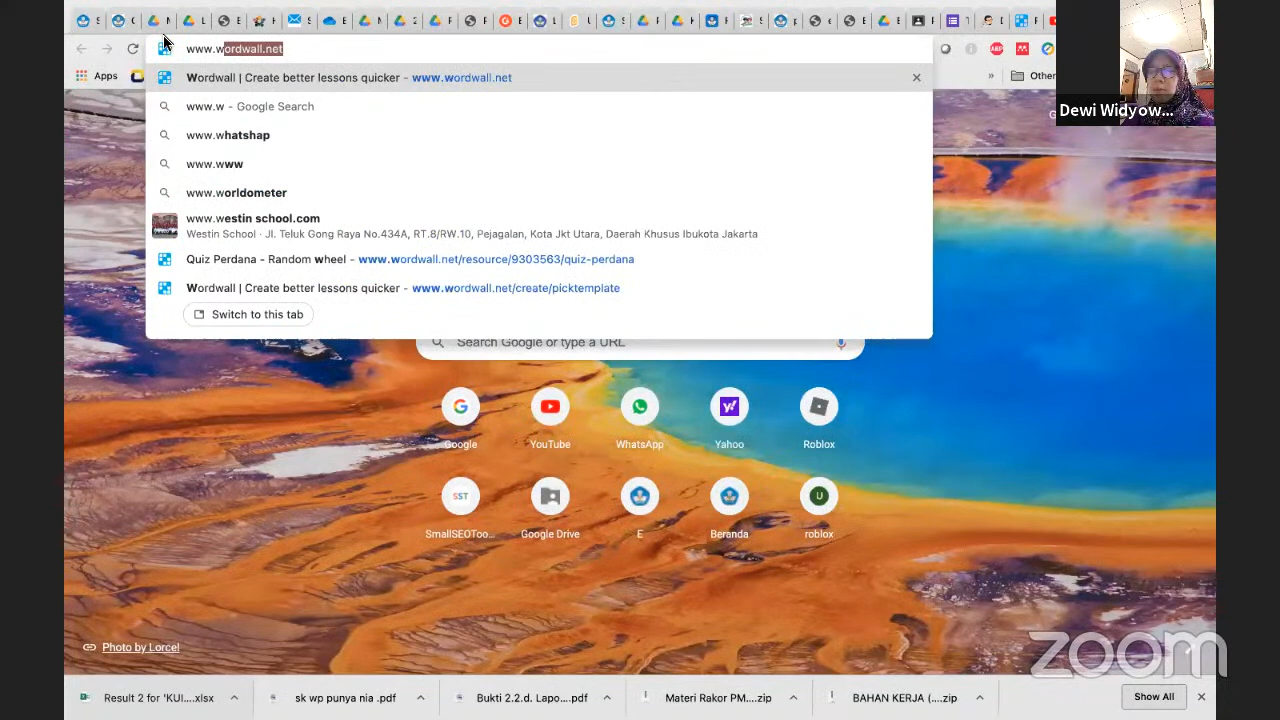 www.wordwall.net
Apps
Other
Wordwall | Create better lessons quicker - www.wordwall.net
www.w - Google Search
www.whatshap
www.www
www.worldometer
www.westin school.com
Westin School · Jl. Teluk Gong Raya No.434A, RT.8/RW.10, Pejagalan, Kota Jkt Utara, Daerah Khusus Ibukota Jakarta
Quiz Perdana - Random wheel - www.wordwall.net/resource/9303563/quiz-perdana
Wordwall | Create better lessons quicker - www.wordwall.net/create/picktemplate
Switch to this tab
Dewi Widyow...
Search Google or type a URL
Google
YouTube
WhatsApp
Yahoo
Roblox
SST
U
SmallSEOToo...
Google Drive
E
Beranda
roblox
Photo by Lorcel
zoom
Result 2 for 'KUI....xlsx
sk wp punya nia .pdf
Bukti 2.2.d. Lapo....pdf
Materi Rakor PM....zip
BAHAN KERJA (....zip
Show All